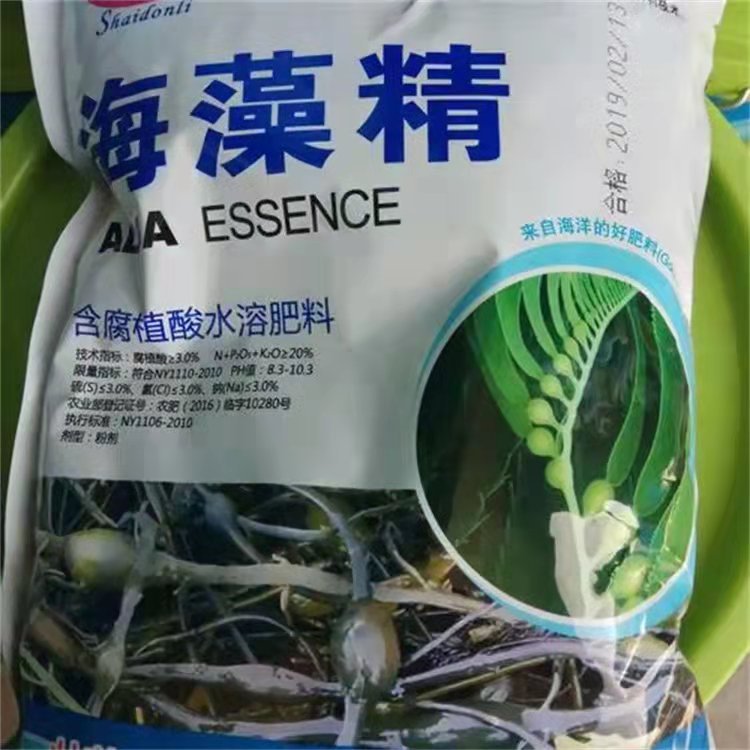 Shaidonli
海藻精
ESSENCE
合格：2019/02/13
来自海洋的好肥料
含腐植酸水溶肥料
技术指标：腐植酸≥3.0% N+P₂O₅+K₂O≥20%
限量指标：符合NY1110-2010 PH值：8.3-10.3
硫(S)≤3.0%、氯(Cl)≤3.0%、钠(Na)≤3.0%
农业部登记证号：农肥（2016）临字10280号
执行标准：NY1106-2010
剂型：粉剂